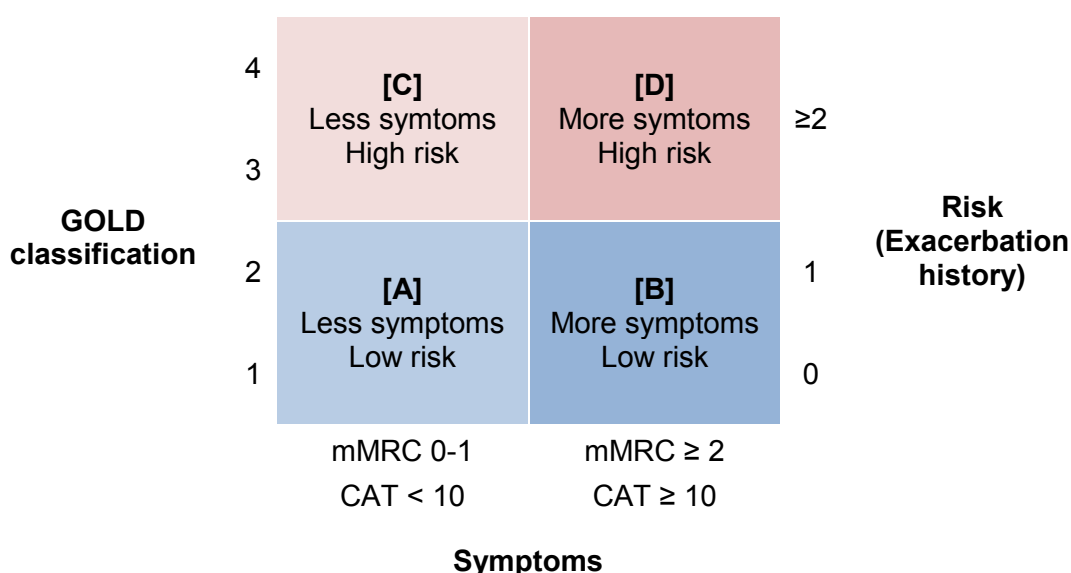 4
[C]
Less symtoms
High risk
[D]
More symtoms
High risk
≥2
3
GOLD
classification
Risk
(Exacerbation
history)
2
[A]
Less symptoms
Low risk
[B]
More symptoms
Low risk
1
1
0
mMRC 0-1
mMRC ≥ 2
CAT < 10
CAT ≥ 10
Symptoms